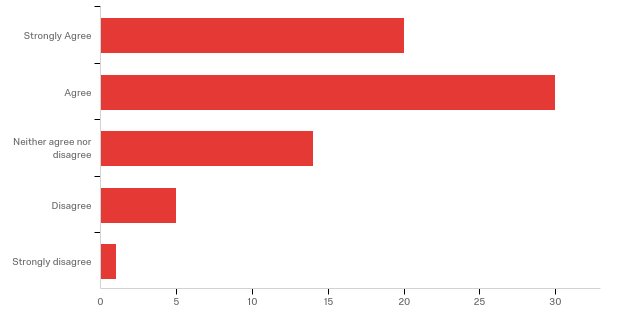 Strongly Agree
Agree
Neither agree nor
disagree
Disagree
Strongly disagree
0 5 10 15 20 25 30